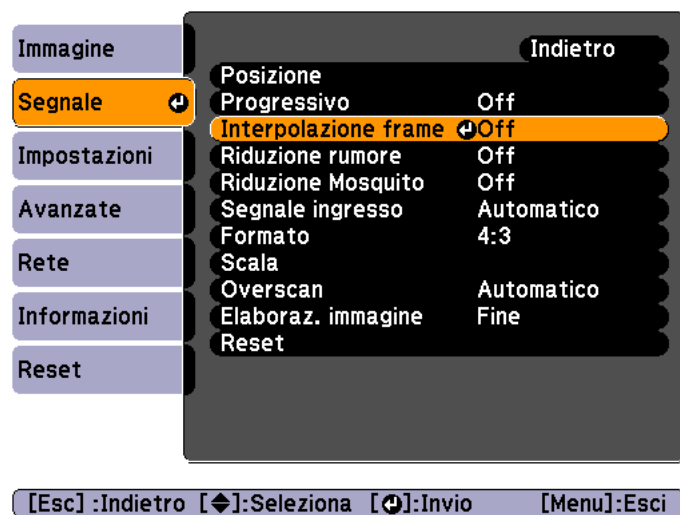 Immagine
Segnale
Impostazioni
Avanzate
Rete
Informazioni
Reset
Indietro
Posizione
Progressivo Off
Interpolazione frame Off
Riduzione rumore Off
Riduzione Mosquito Off
Segnale ingresso Automatico
Formato 4:3
Scala
Overscan Automatico
Elaboraz. immagine Fine
Reset
[Esc] :Indietro [◆]:Seleziona [⏎]:Invio [Menu]:Esci